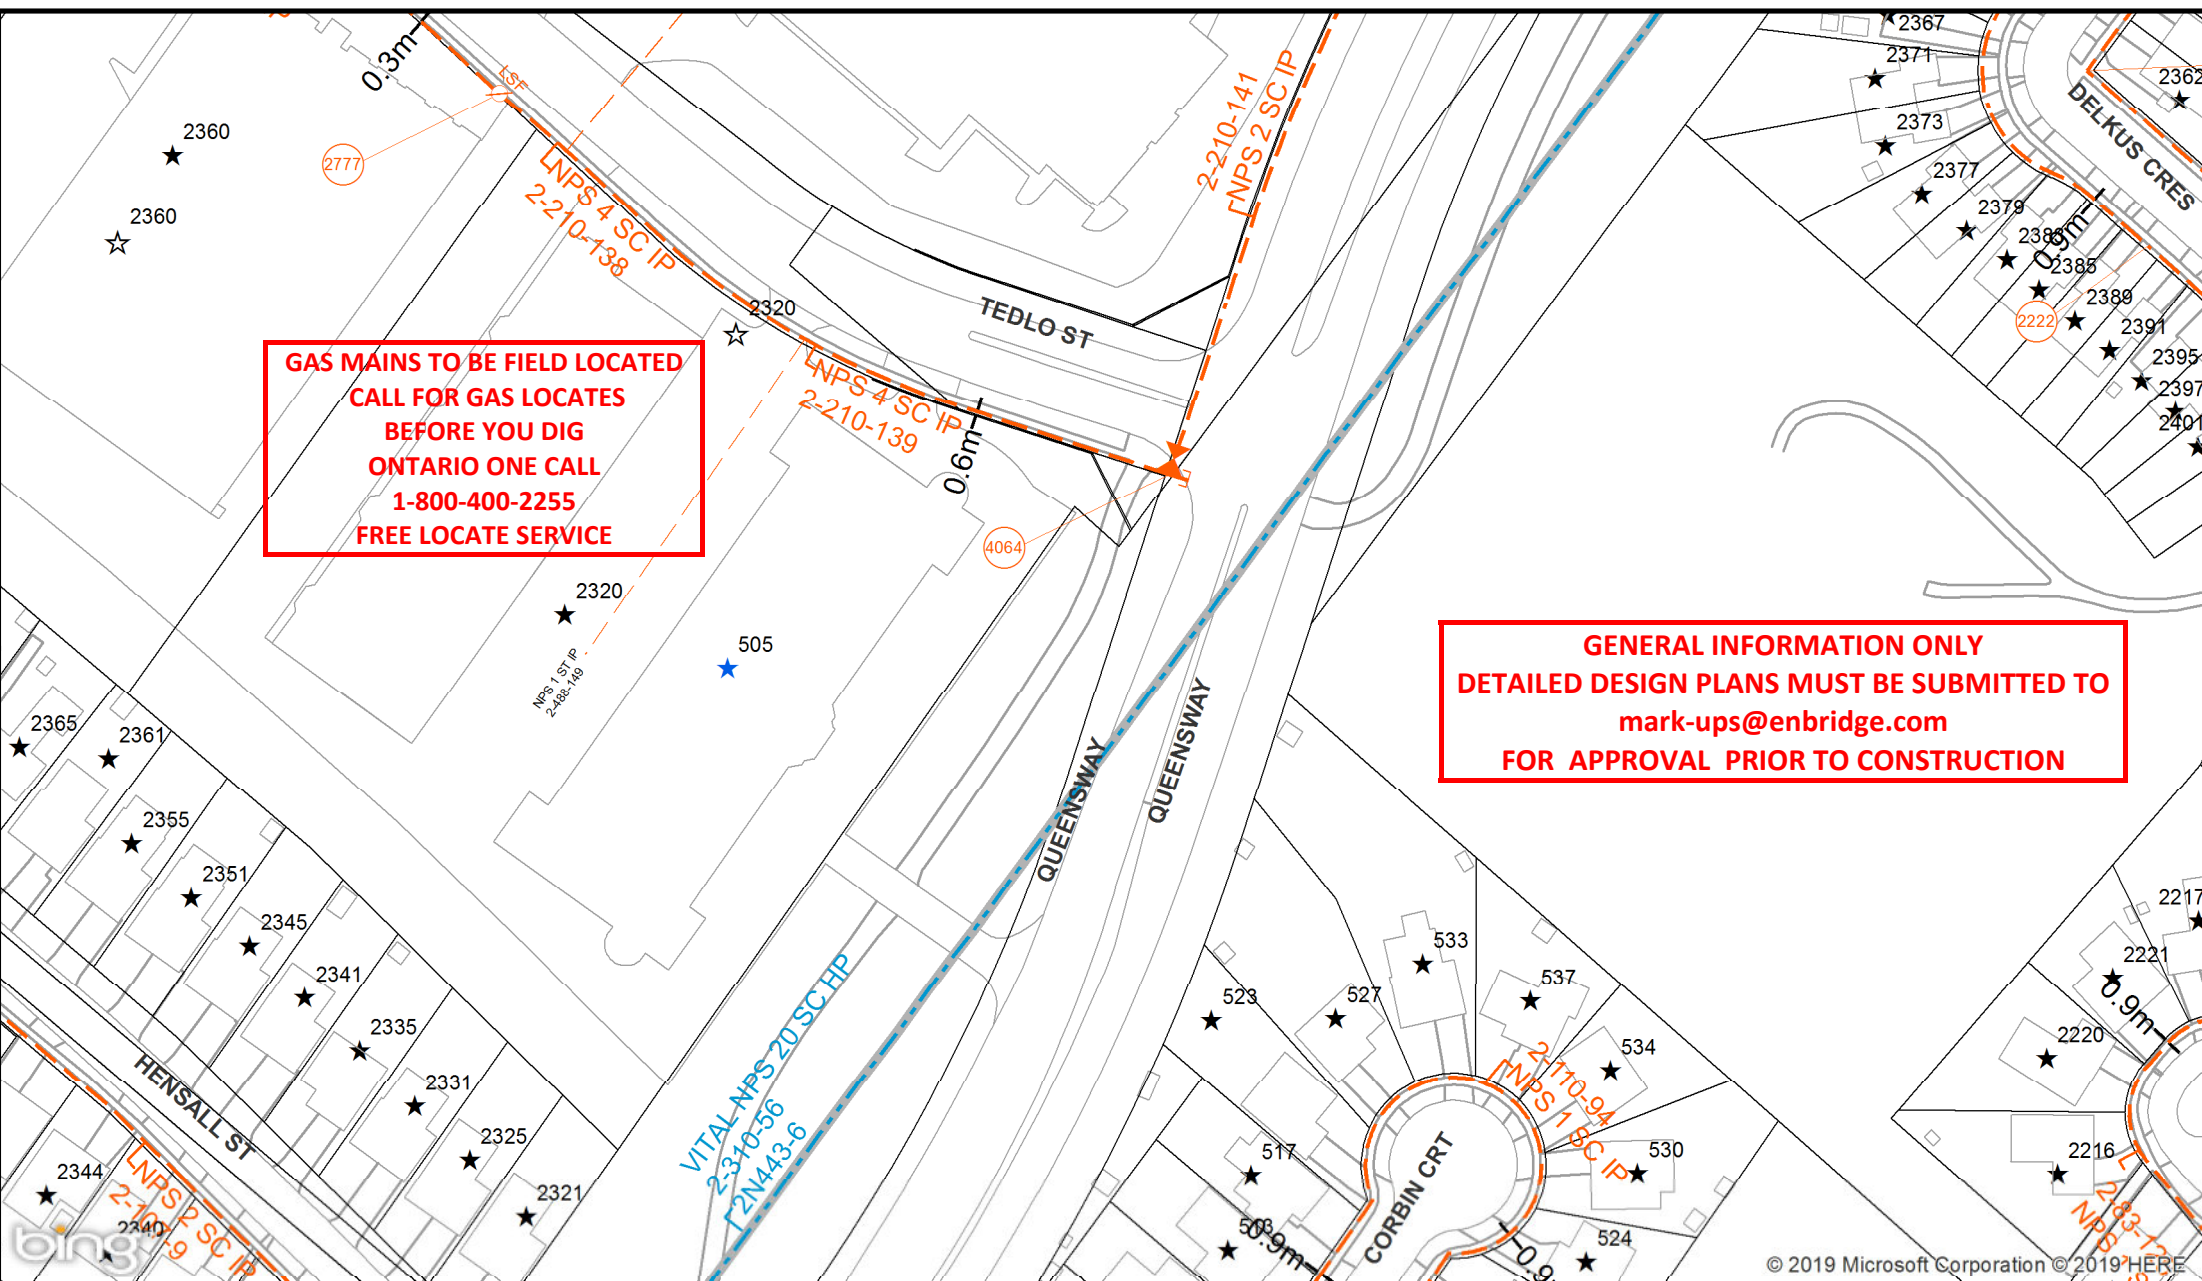 0.3m
LSF
2777
2360
2360
NPS 4 SC IP
2-210-138
2-210-141
NPS 2 SC IP
TEDLO ST
2320
NPS 4 SC IP
2-210-139
0.6m
4064
GAS MAINS TO BE FIELD LOCATED
CALL FOR GAS LOCATES
BEFORE YOU DIG
ONTARIO ONE CALL
1-800-400-2255
FREE LOCATE SERVICE
2367
2371
2373
2377
2379
2385
2389
2391
2395
2397
2401
2362
DELKUS CRES
0.9m
2222
2320
505
NPS 1 ST IP
2-488-149
GENERAL INFORMATION ONLY
DETAILED DESIGN PLANS MUST BE SUBMITTED TO
mark-ups@enbridge.com
FOR APPROVAL PRIOR TO CONSTRUCTION
QUEENSWAY
QUEENSWAY
2365
2361
2355
2351
2345
2341
2335
2331
2325
2321
2344
2340
HENSALL ST
NPS 2 SC IP
VITAL NPS 20 SC HP
2-310-56
2N443-6
523
527
533
537
534
530
524
517
0.9m
2-110-94
NPS 1 SC IP
CORBIN CRT
2217
2221
0.9m
2220
2216
NPS
bing
© 2019 Microsoft Corporation © 2019 HERE